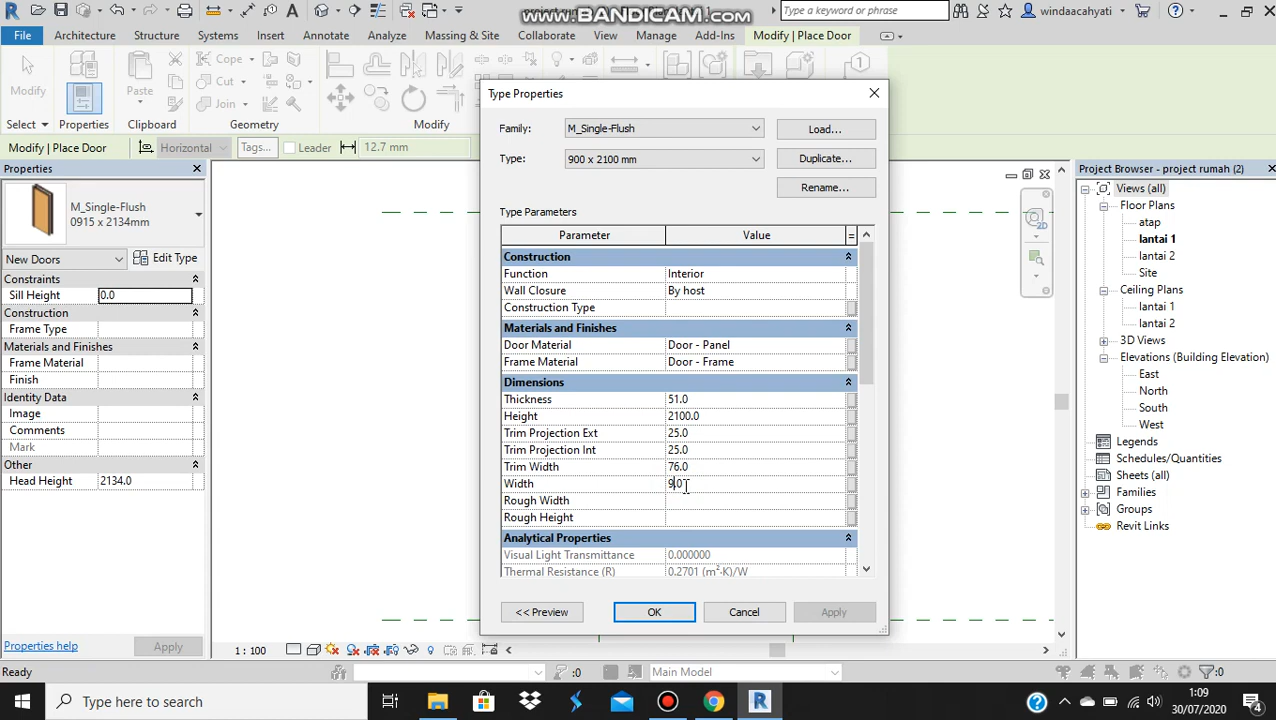 www.BANDICAM.com
Type a keyword or phrase
windaacahyati
File Architecture Structure Systems Insert Annotate Analyze Massing & Site Collaborate View Manage Add-Ins Modify | Place Door
Modify
Paste
Cope
Cut
Join
Select Properties Clipboard Geometry Modify
Modify | Place Door Horizontal Tags... Leader 12.7 mm
Properties
M_Single-Flush
0915 x 2134mm
New Doors Edit Type
Constraints
Sill Height 0.0
Construction
Frame Type
Materials and Finishes
Frame Material
Finish
Identity Data
Image
Comments
Mark
Other
Head Height 2134.0
Properties help Apply
Type Properties
Family: M_Single-Flush Load...
Type: 900 x 2100 mm Duplicate...
Rename...
Type Parameters
Parameter Value =
Construction
Function Interior
Wall Closure By host
Construction Type
Materials and Finishes
Door Material Door - Panel
Frame Material Door - Frame
Dimensions
Thickness 51.0
Height 2100.0
Trim Projection Ext 25.0
Trim Projection Int 25.0
Trim Width 76.0
Width 9.0
Rough Width
Rough Height
Analytical Properties
Visual Light Transmittance 0.000000
Thermal Resistance (R) 0.2701 (m²·K)/W
<< Preview OK Cancel Apply
2D
Project Browser - project rumah (2)
Views (all)
Floor Plans
atap
lantai 1
lantai 2
Site
Ceiling Plans
lantai 1
lantai 2
3D Views
Elevations (Building Elevation)
East
North
South
West
Legends
Schedules/Quantities
Sheets (all)
Families
Groups
Revit Links
1 : 100
Ready :0 Main Model :0
Type here to search
1:09
30/07/2020
4